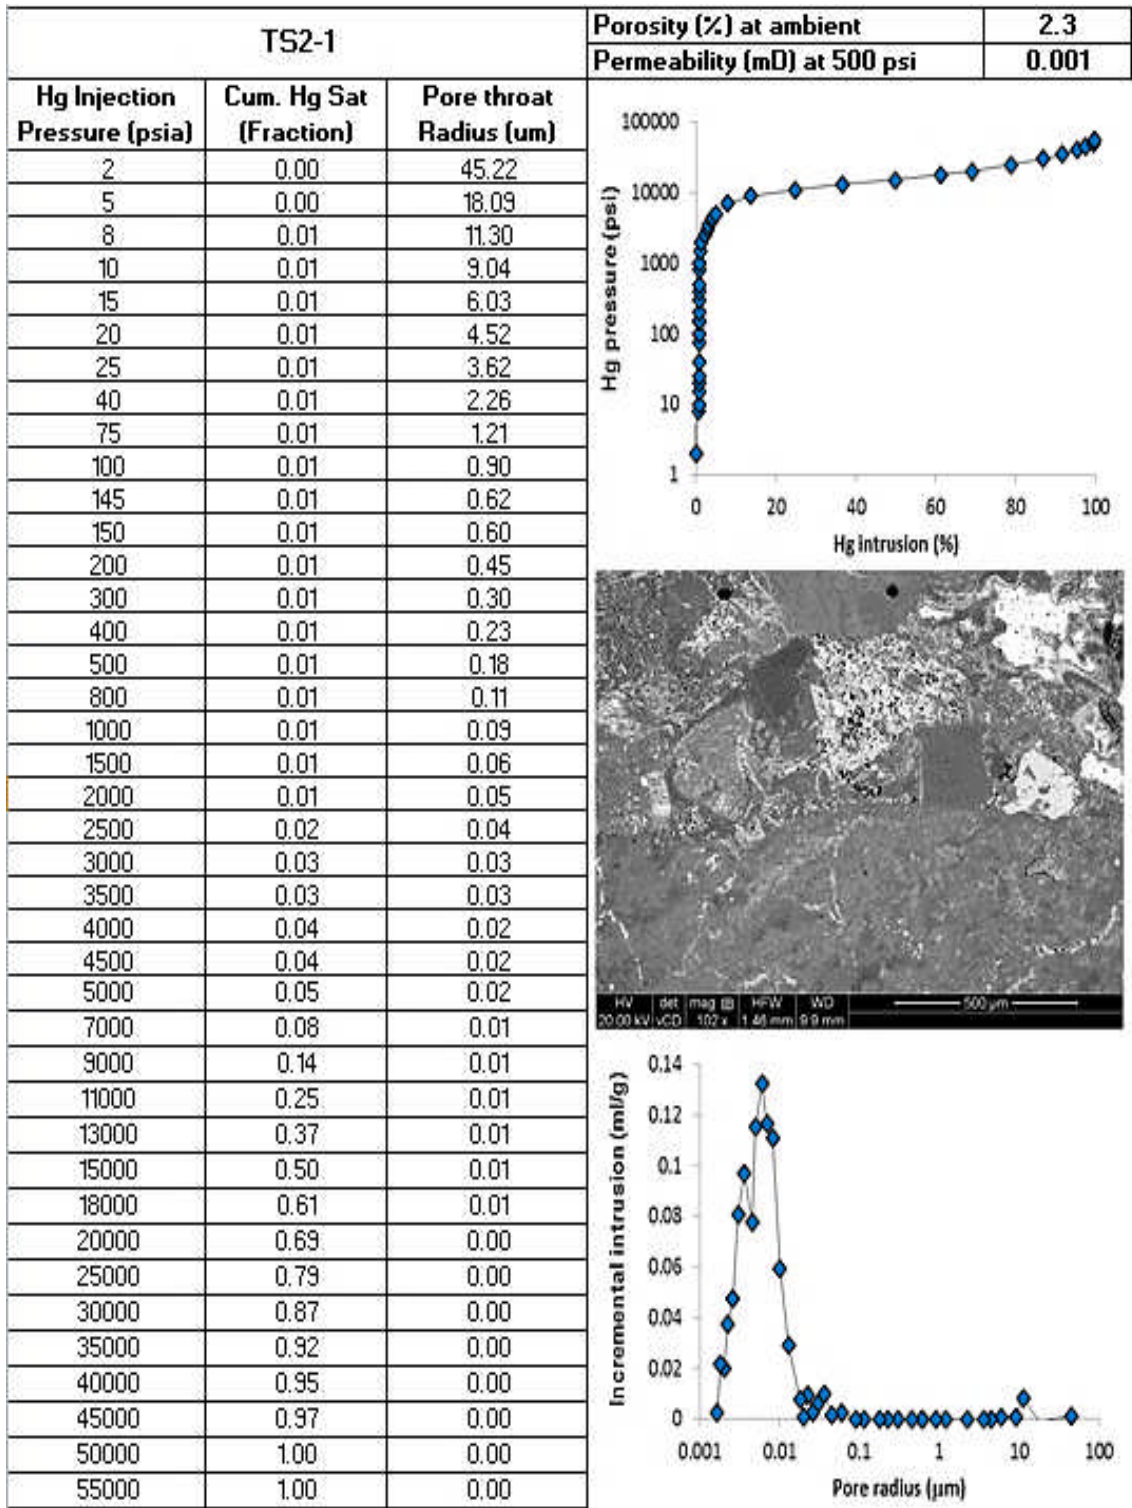 TS2-1
Porosity (%) at ambient 2.3
Permeability (mD) at 500 psi 0.001
Hg Injection Pressure (psia) Cum. Hg Sat (Fraction) Pore throat Radius (um)
2 0.00 45.22
5 0.00 18.09
8 0.01 11.30
10 0.01 9.04
15 0.01 6.03
20 0.01 4.52
25 0.01 3.62
40 0.01 2.26
75 0.01 1.21
100 0.01 0.90
145 0.01 0.62
150 0.01 0.60
200 0.01 0.45
300 0.01 0.30
400 0.01 0.23
500 0.01 0.18
800 0.01 0.11
1000 0.01 0.09
1500 0.01 0.06
2000 0.01 0.05
2500 0.02 0.04
3000 0.03 0.03
3500 0.03 0.03
4000 0.04 0.02
4500 0.04 0.02
5000 0.05 0.02
7000 0.08 0.01
9000 0.14 0.01
11000 0.25 0.01
13000 0.37 0.01
15000 0.50 0.01
18000 0.61 0.01
20000 0.69 0.00
25000 0.79 0.00
30000 0.87 0.00
35000 0.92 0.00
40000 0.95 0.00
45000 0.97 0.00
50000 1.00 0.00
55000 1.00 0.00
Hg pressure (psi)
100000
10000
1000
100
10
1
0 20 40 60 80 100
Hg intrusion (%)
HV det mag HFW WD 500 µm
20.00 kV vCD 102 x 1.46 mm 9.9 mm
Incremental intrusion (ml/g)
0.14
0.12
0.1
0.08
0.06
0.04
0.02
0
0.001 0.01 0.1 1 10 100
Pore radius (µm)